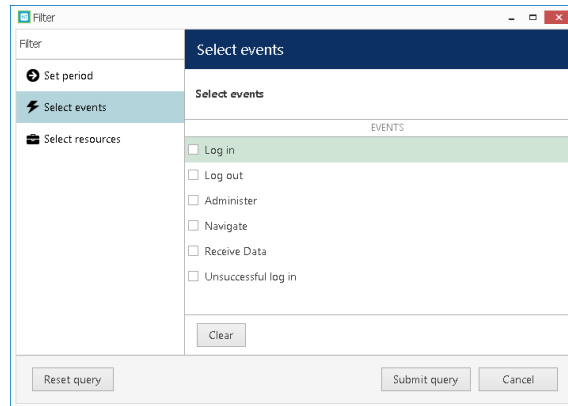 Filter
Filter
Set period
Select events
Select resources
Select events
Select events
EVENTS
Log in
Log out
Administer
Navigate
Receive Data
Unsuccessful log in
Clear
Reset query
Submit query
Cancel